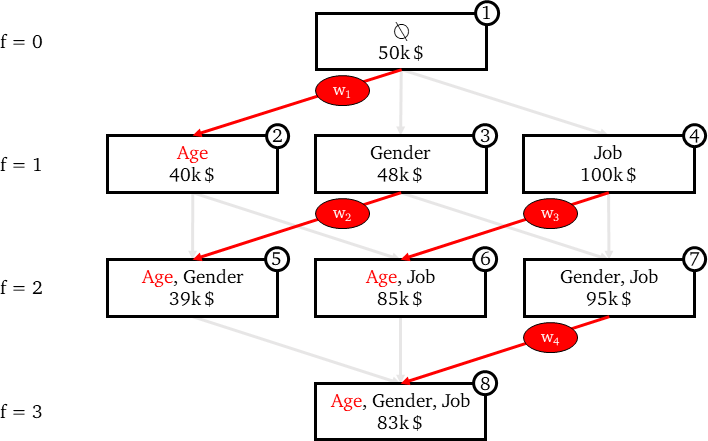 1
f = 0
∅
50k $
w1
2
3
4
f = 1
Age
40k $
Gender
48k $
Job
100k $
w2
w3
5
6
7
f = 2
Age, Gender
39k $
Age, Job
85k $
Gender, Job
95k $
w4
8
f = 3
Age, Gender, Job
83k $